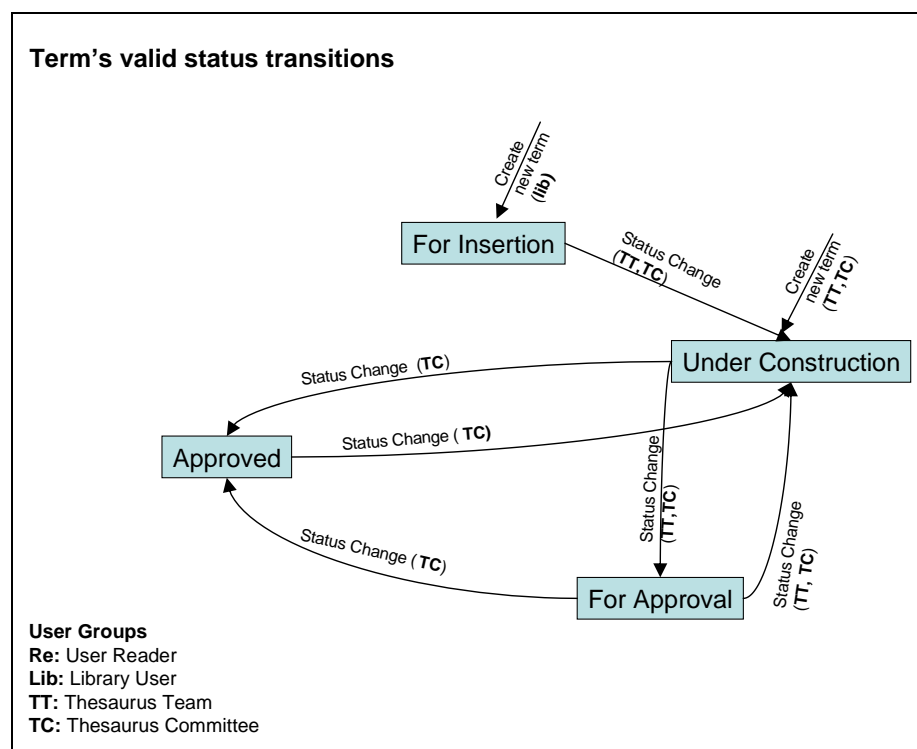 Term's valid status transitions
Create
new term
(lib)
For Insertion
Status Change
(TT,TC)
Create
new term
(TT,TC)
Under Construction
Status Change (TC)
Status Change ( TC)
Approved
Status Change
(TT,TC)
Status Change
(TT, TC)
Status Change ( TC)
For Approval
User Groups
Re: User Reader
Lib: Library User
TT: Thesaurus Team
TC: Thesaurus Committee